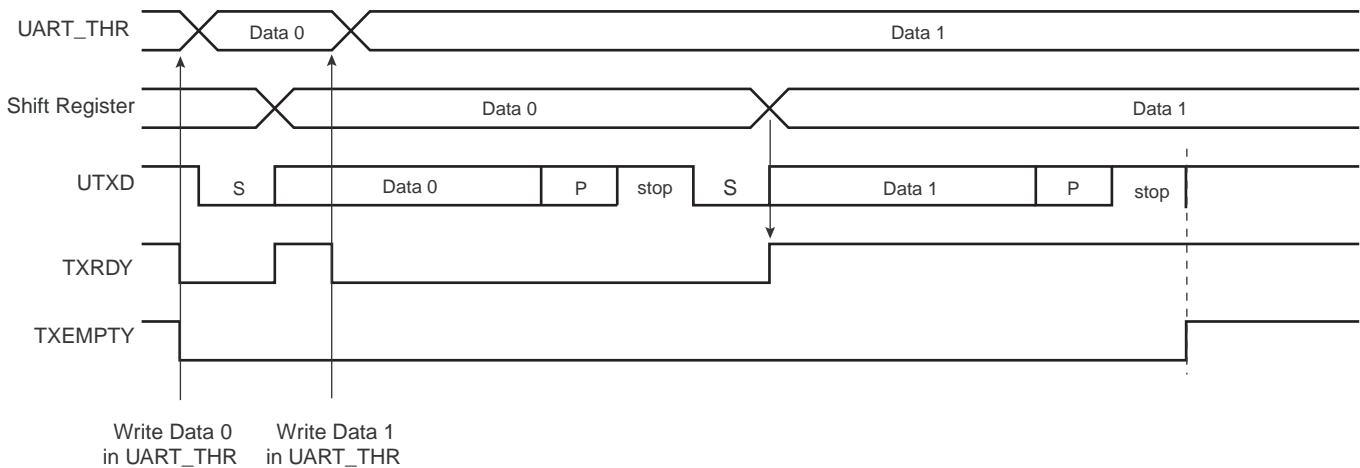 UART_THR
Data 0
Data 1
Shift Register
Data 0
Data 1
UTXD
S
Data 0
P
stop
S
Data 1
P
stop
TXRDY
TXEMPTY
Write Data 0
in UART_THR
Write Data 1
in UART_THR